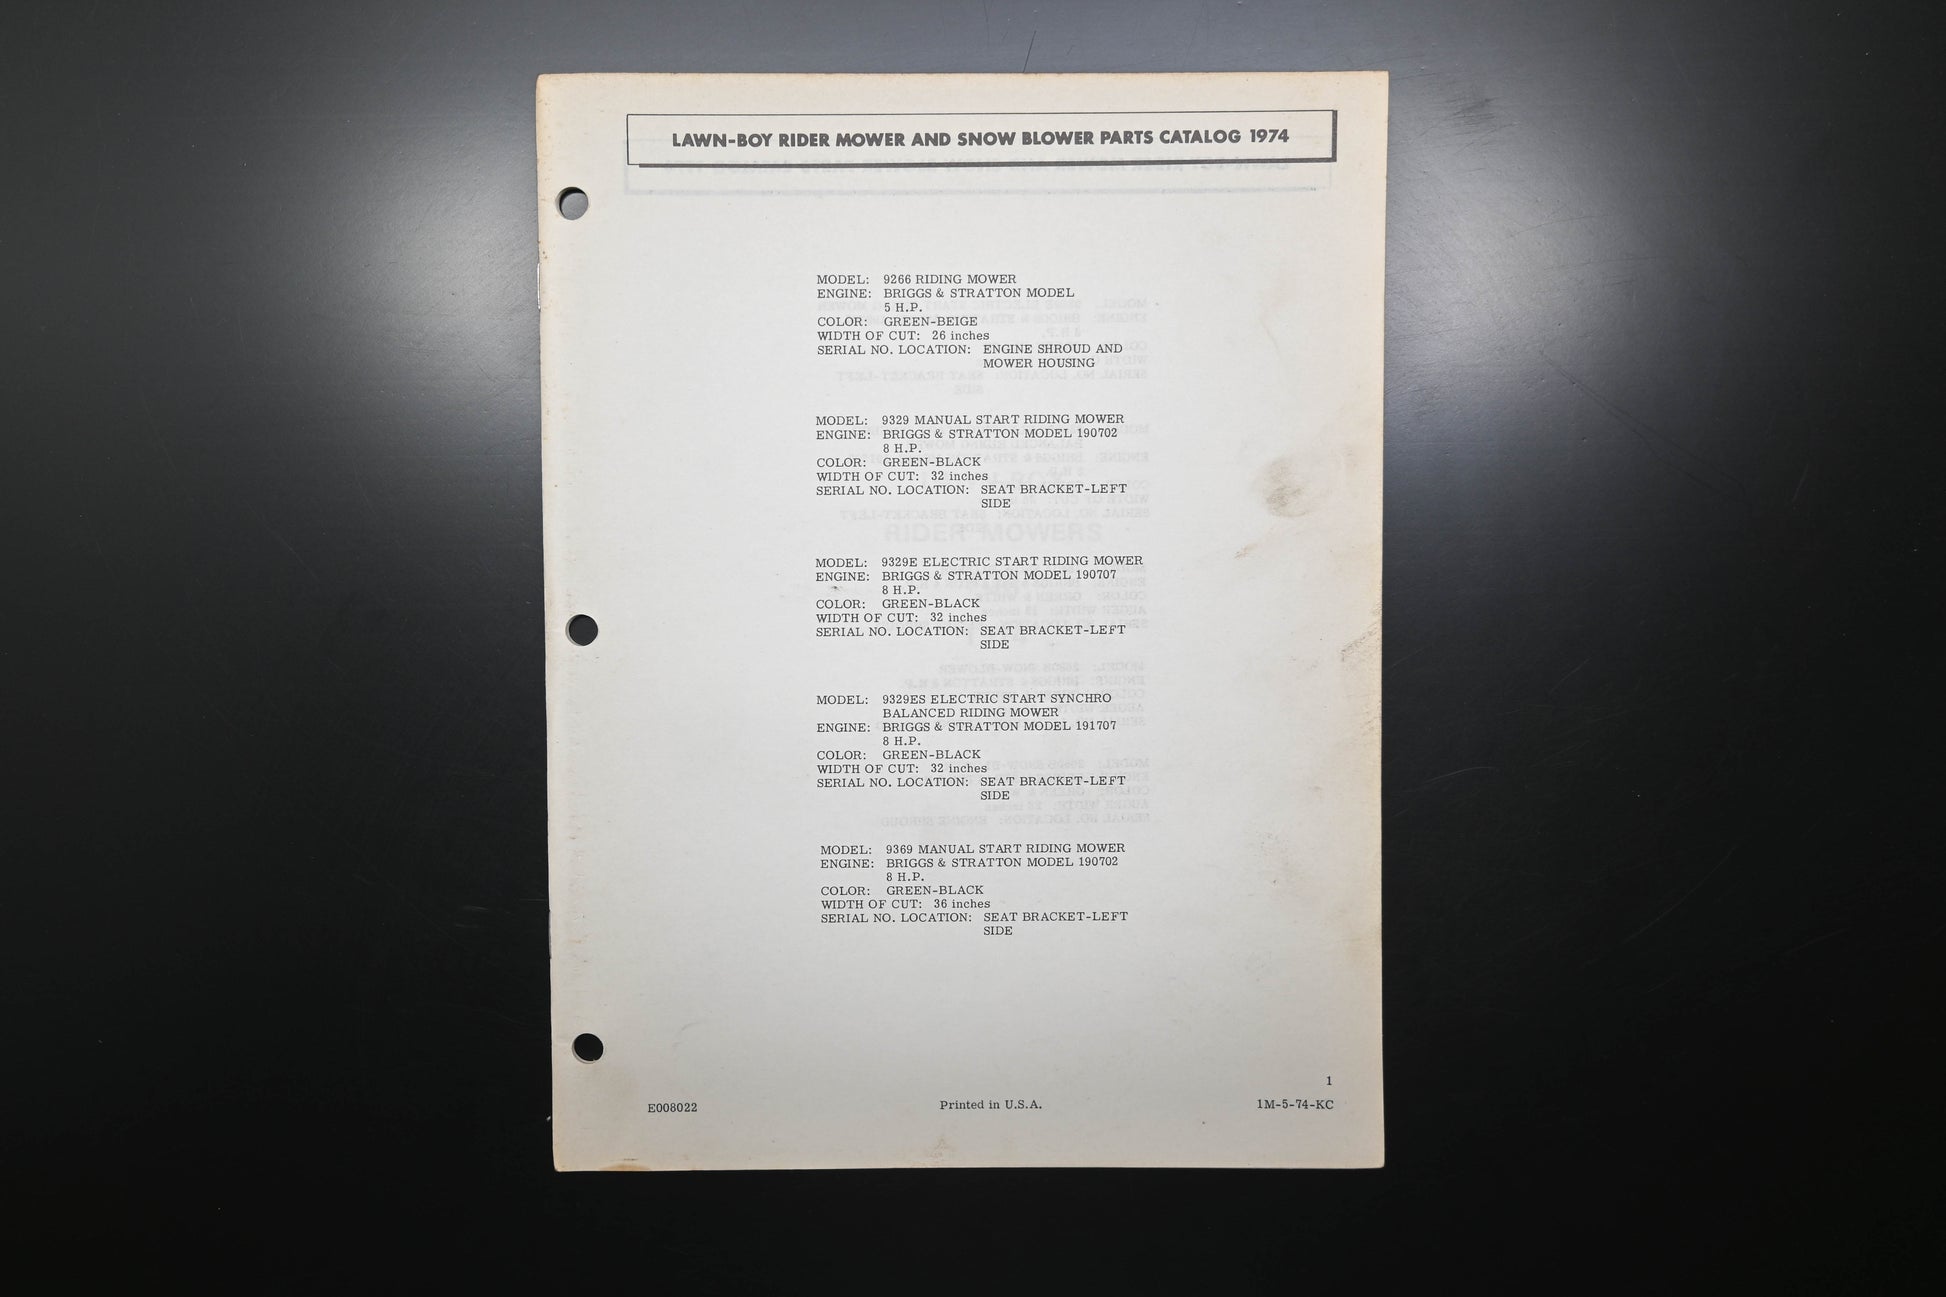 LAWN-BOY RIDER MOWER AND SNOW BLOWER PARTS CATALOG 1974
MODEL: 9266 RIDING MOWER
ENGINE: BRIGGS & STRATTON MODEL
5 H.P.
COLOR: GREEN-BEIGE
WIDTH OF CUT: 26 inches
SERIAL NO. LOCATION: ENGINE SHROUD AND
MOWER HOUSING
MODEL: 9329 MANUAL START RIDING MOWER
ENGINE: BRIGGS & STRATTON MODEL 190702
8 H.P.
COLOR: GREEN-BLACK
WIDTH OF CUT: 32 inches
SERIAL NO. LOCATION: SEAT BRACKET-LEFT
SIDE
RIDER MOWERS
MODEL: 9329E ELECTRIC START RIDING MOWER
ENGINE: BRIGGS & STRATTON MODEL 190707
8 H.P.
COLOR: GREEN-BLACK
WIDTH OF CUT: 32 inches
SERIAL NO. LOCATION: SEAT BRACKET-LEFT
SIDE
MODEL: 9329ES ELECTRIC START SYNCHRO
BALANCED RIDING MOWER
ENGINE: BRIGGS & STRATTON MODEL 191707
8 H.P.
COLOR: GREEN-BLACK
WIDTH OF CUT: 32 inches
SERIAL NO. LOCATION: SEAT BRACKET-LEFT
SIDE
MODEL: 9369 MANUAL START RIDING MOWER
ENGINE: BRIGGS & STRATTON MODEL 190702
8 H.P.
COLOR: GREEN-BLACK
WIDTH OF CUT: 36 inches
SERIAL NO. LOCATION: SEAT BRACKET-LEFT
SIDE
1
E008022 Printed in U.S.A. 1M-5-74-KC